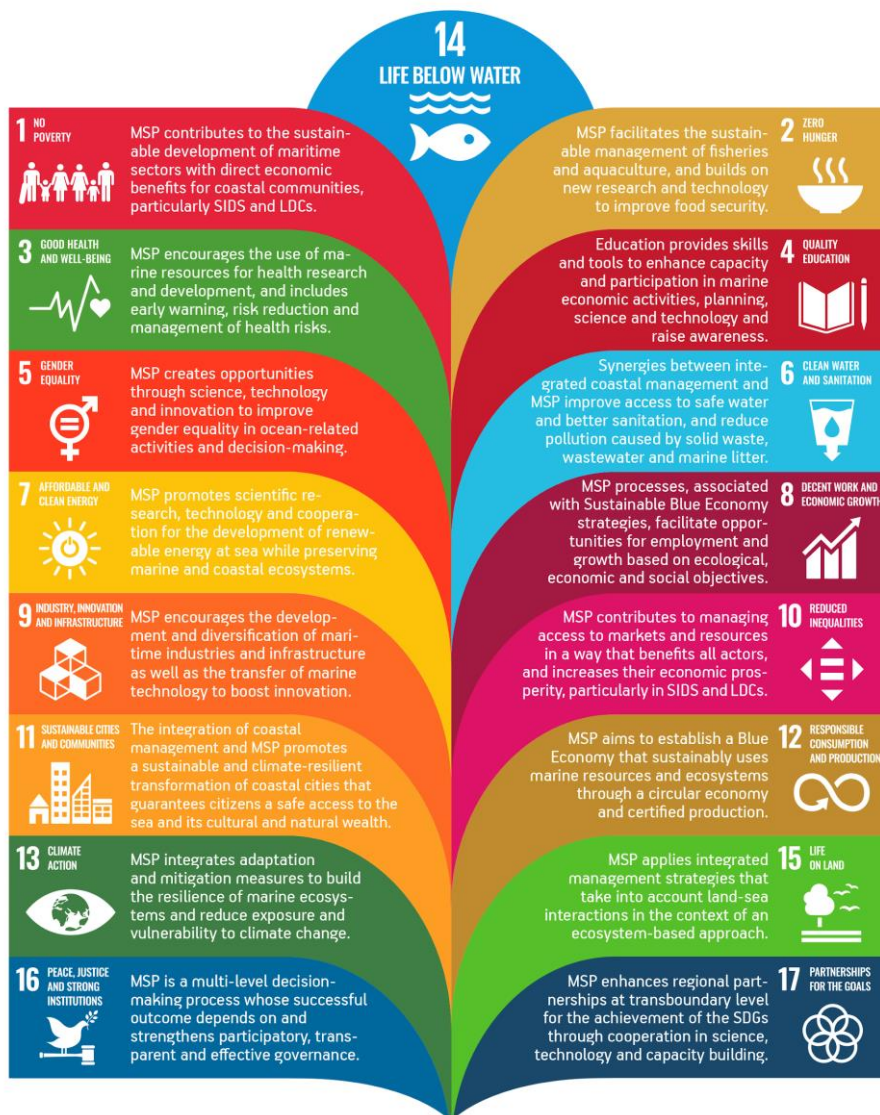 14
LIFE BELOW WATER
1 NO
POVERTY
MSP contributes to the sustain-
able development of maritime
sectors with direct economic
benefits for coastal communities,
particularly SIDS and LDCs.
2 ZERO
HUNGER
MSP facilitates the sustain-
able management of fisheries
and aquaculture, and builds on
new research and technology
to improve food security.
3 GOOD HEALTH
AND WELL-BEING
MSP encourages the use of ma-
rine resources for health research
and development, and includes
early warning, risk reduction and
management of health risks.
4 QUALITY
EDUCATION
Education provides skills
and tools to enhance capacity
and participation in marine
economic activities, planning,
science and technology and
raise awareness.
5 GENDER
EQUALITY
MSP creates opportunities
through science, technology
and innovation to improve
gender equality in ocean-related
activities and decision-making.
6 CLEAN WATER
AND SANITATION
Synergies between inte-
grated coastal management and
MSP improve access to safe water
and better sanitation, and reduce
pollution caused by solid waste,
wastewater and marine litter.
7 AFFORDABLE AND
CLEAN ENERGY
MSP promotes scientific re-
search, technology and coopera-
tion for the development of renew-
able energy at sea while preserving
marine and coastal ecosystems.
8 DECENT WORK AND
ECONOMIC GROWTH
MSP processes, associated
with Sustainable Blue Economy
strategies, facilitate oppor-
tunities for employment and
growth based on ecological,
economic and social objectives.
9 INDUSTRY, INNOVATION
AND INFRASTRUCTURE
MSP encourages the develop-
ment and diversification of mari-
time industries and infrastructure
as well as the transfer of marine
technology to boost innovation.
10 REDUCED
INEQUALITIES
MSP contributes to managing
access to markets and resources
in a way that benefits all actors,
and increases their economic pros-
perity, particularly in SIDS and LDCs.
11 SUSTAINABLE CITIES
AND COMMUNITIES
The integration of coastal
management and MSP promotes
a sustainable and climate-resilient
transformation of coastal cities that
guarantees citizens a safe access to the
sea and its cultural and natural wealth.
12 RESPONSIBLE
CONSUMPTION
AND PRODUCTION
MSP aims to establish a Blue
Economy that sustainably uses
marine resources and ecosystems
through a circular economy
and certified production.
13 CLIMATE
ACTION
MSP integrates adaptation
and mitigation measures to build
the resilience of marine ecosys-
tems and reduce exposure and
vulnerability to climate change.
15 LIFE
ON LAND
MSP applies integrated
management strategies that
take into account land-sea
interactions in the context of an
ecosystem-based approach.
16 PEACE, JUSTICE
AND STRONG
INSTITUTIONS
MSP is a multi-level decision-
making process whose successful
outcome depends on and
strengthens participatory, trans-
parent and effective governance.
17 PARTNERSHIPS
FOR THE GOALS
MSP enhances regional part-
nerships at transboundary level
for the achievement of the SDGs
through cooperation in science,
technology and capacity building.